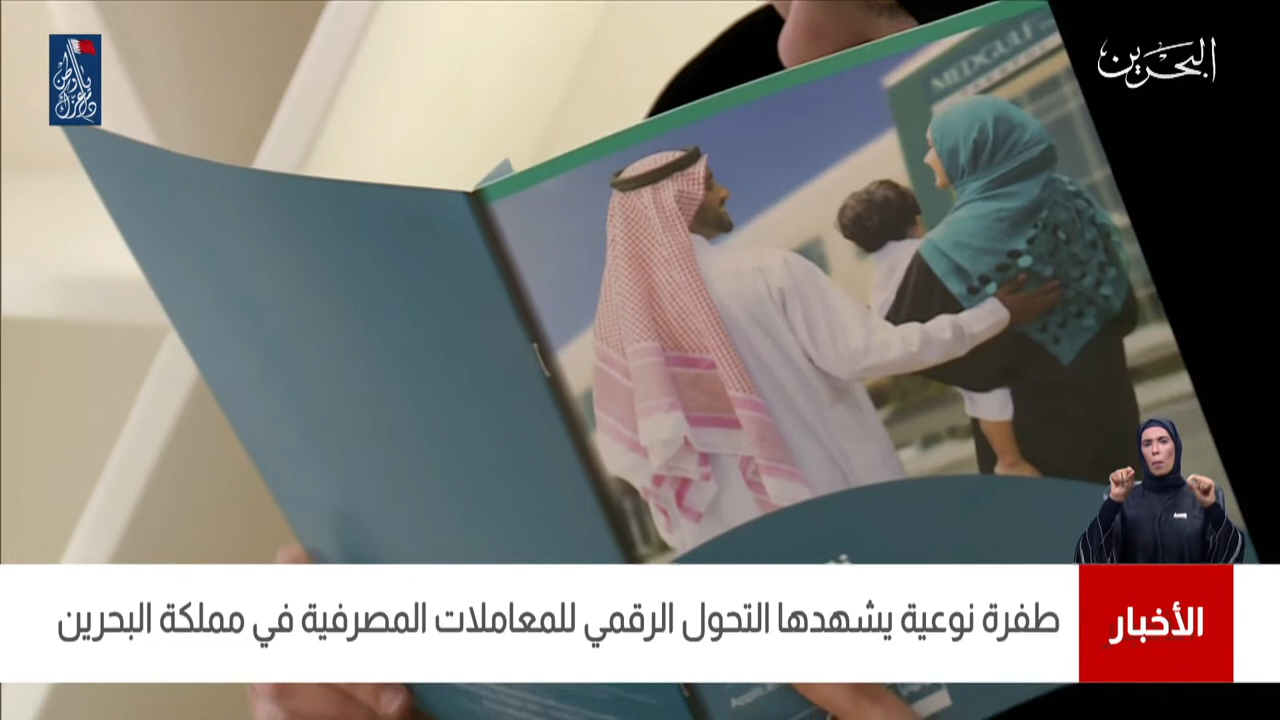 البحرين
MEDGULF
الأخبار
طفرة نوعية يشهدها التحول الرقمي للمعاملات المصرفية في مملكة البحرين